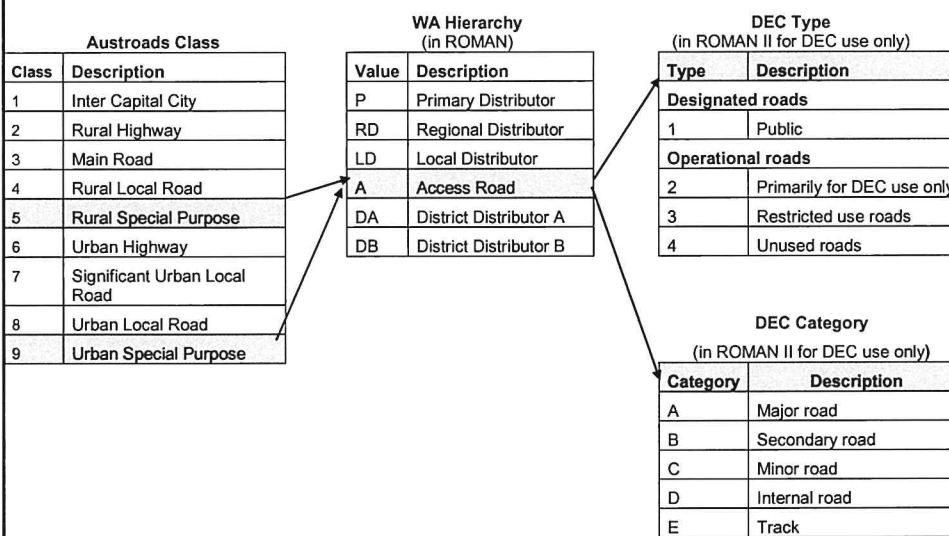 Austroads Class
Class Description
1 Inter Capital City
2 Rural Highway
3 Main Road
4 Rural Local Road
5 Rural Special Purpose
6 Urban Highway
7 Significant Urban Local
Road
8 Urban Local Road
9 Urban Special Purpose
WA Hierarchy
(in ROMAN)
Value Description
P Primary Distributor
RD Regional Distributor
LD Local Distributor
A Access Road
DA District Distributor A
DB District Distributor B
DEC Type
(in ROMAN II for DEC use only)
Type Description
Designated roads
1 Public
Operational roads
2 Primarily for DEC use only
3 Restricted use roads
4 Unused roads
DEC Category
(in ROMAN II for DEC use only)
Category Description
A Major road
B Secondary road
C Minor road
D Internal road
E Track